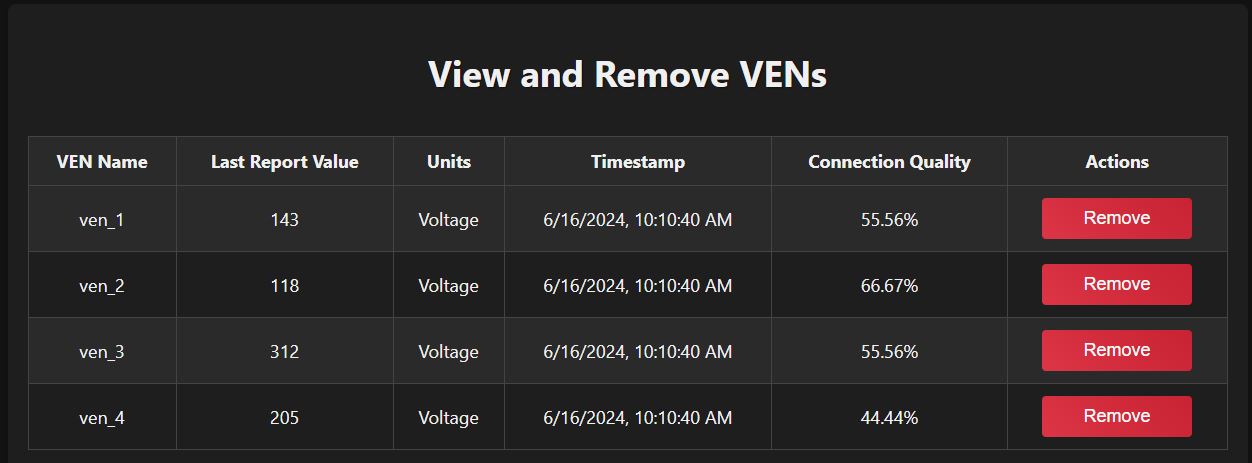 View and Remove VENs
VEN Name Last Report Value Units Timestamp Connection Quality Actions
ven_1 143 Voltage 6/16/2024, 10:10:40 AM 55.56% Remove
ven_2 118 Voltage 6/16/2024, 10:10:40 AM 66.67% Remove
ven_3 312 Voltage 6/16/2024, 10:10:40 AM 55.56% Remove
ven_4 205 Voltage 6/16/2024, 10:10:40 AM 44.44% Remove